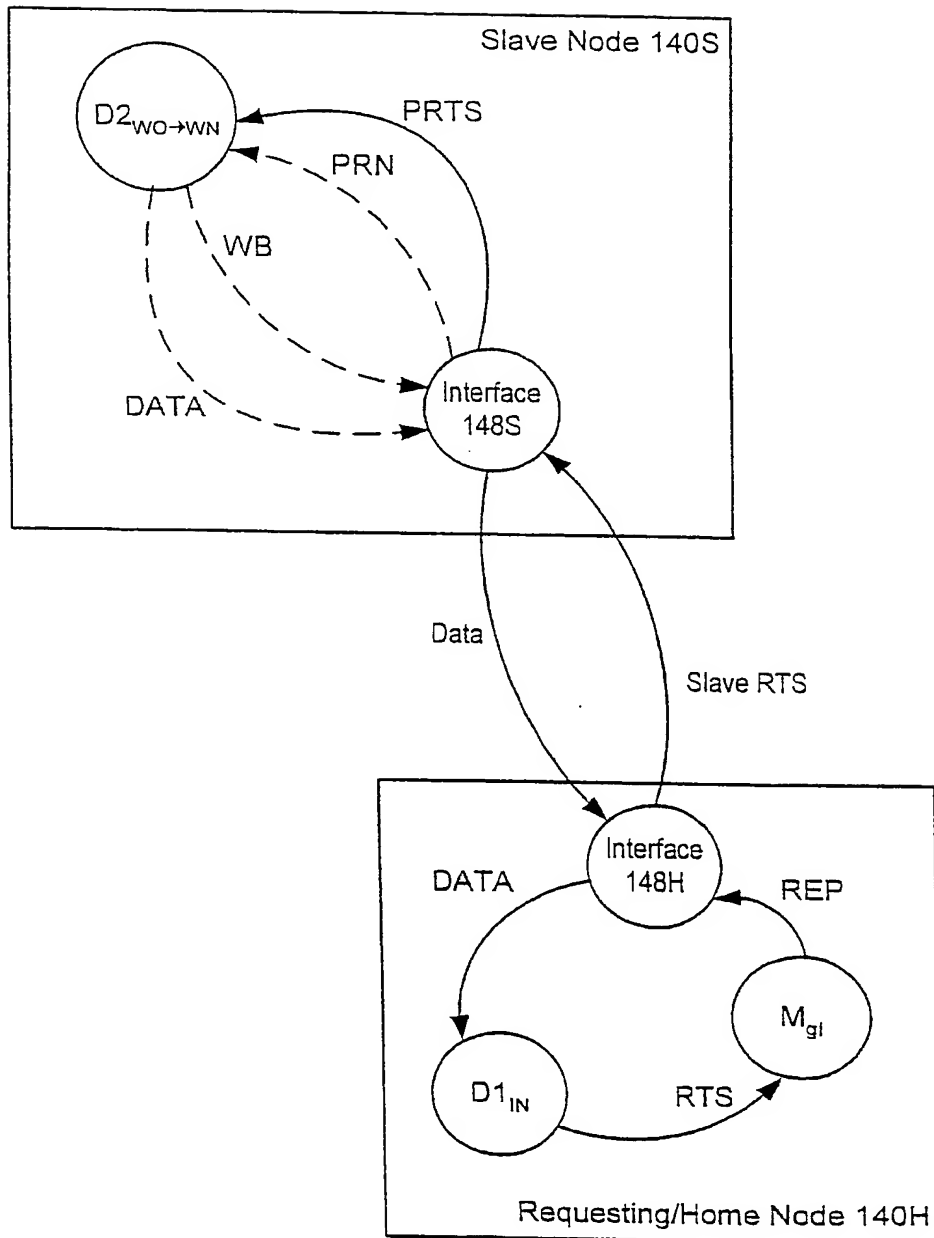 Slave Node 140S
D2WO→WN
PRTS
PRN
WB
DATA
Interface
148S
Data
Slave RTS
Interface
148H
DATA
REP
MgI
D1IN
RTS
Requesting/Home Node 140H